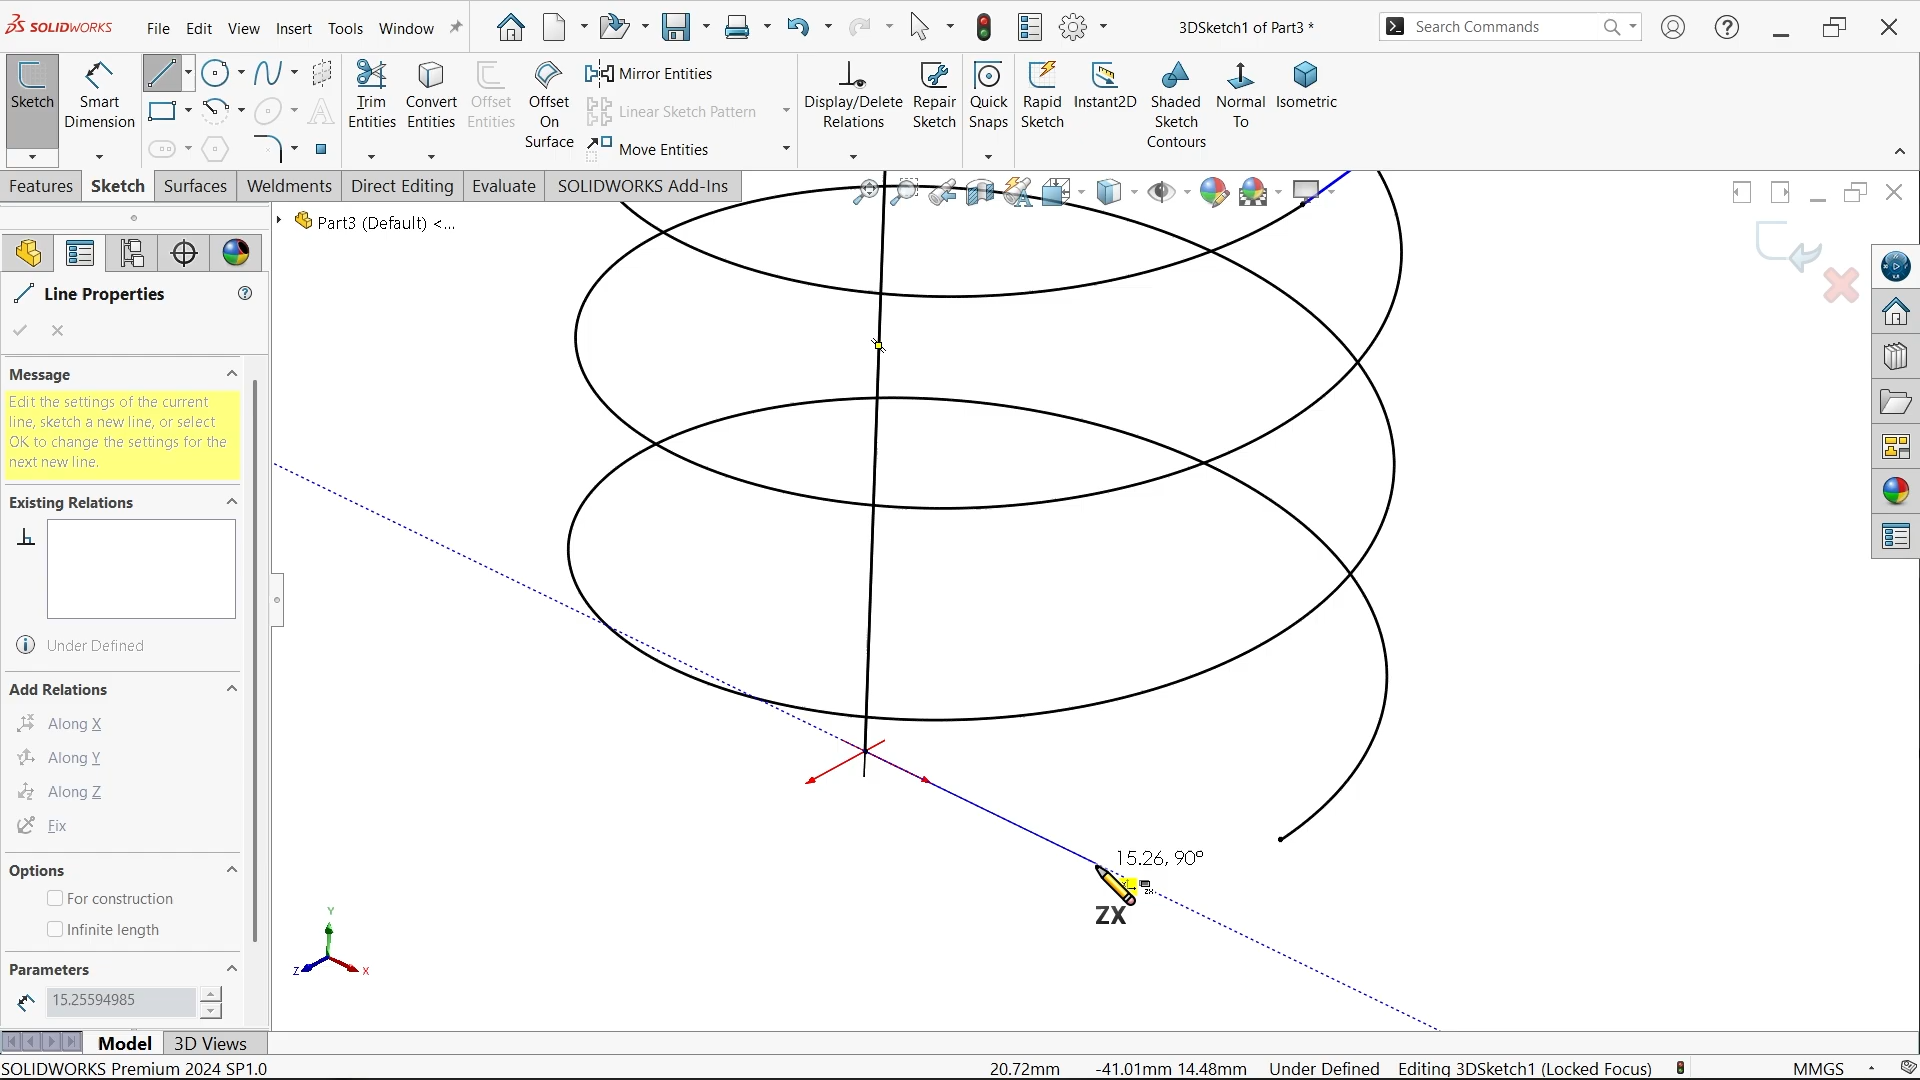 SOLIDWORKS
File Edit View Insert Tools Window
3DSketch1 of Part3 *
Search Commands
Sketch
Smart Dimension
Trim Entities
Convert Entities
Offset Entities
Offset On Surface
Mirror Entities
Linear Sketch Pattern
Move Entities
Display/Delete Relations
Repair Sketch
Quick Snaps
Rapid Sketch
Instant2D
Shaded Sketch Contours
Normal To
Isometric
Features Sketch Surfaces Weldments Direct Editing Evaluate SOLIDWORKS Add-Ins
Part3 (Default) <...
Line Properties
Message
Edit the settings of the current
line, sketch a new line, or select
OK to change the settings for the
next new line.
Existing Relations
Under Defined
Add Relations
Along X
Along Y
Along Z
Fix
Options
For construction
Infinite length
Parameters
15.25594985
15.26, 90°
ZX
ZX
Y
Z
X
Model 3D Views
SOLIDWORKS Premium 2024 SP1.0
20.72mm -41.01mm 14.48mm Under Defined Editing 3DSketch1 (Locked Focus) MMGS